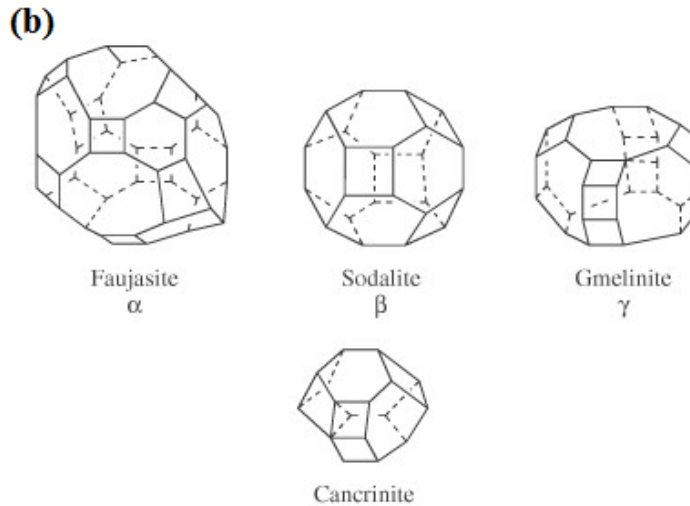 (b)
Faujasite
α
Sodalite
β
Gmelinite
γ
Cancrinite